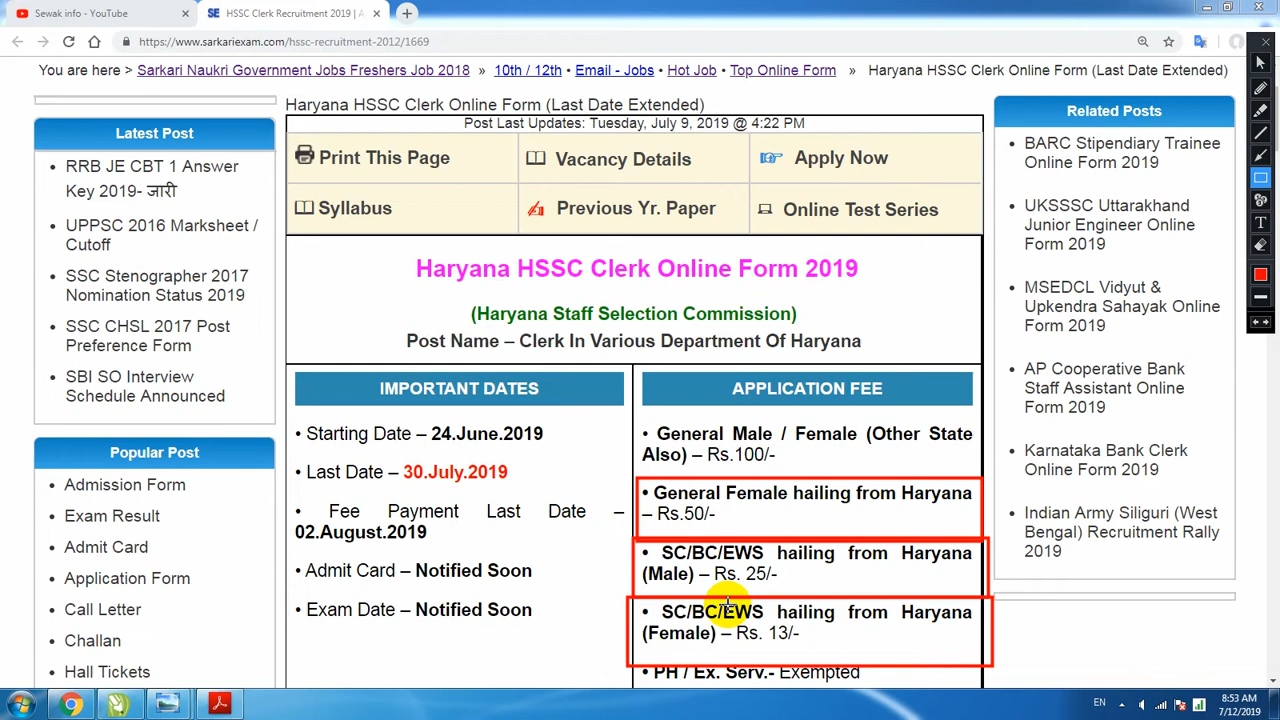 Sewak info - YouTube
HSSC Clerk Recruitment 2019 | A
https://www.sarkariexam.com/hssc-recruitment-2012/1669
You are here > Sarkari Naukri Government Jobs Freshers Job 2018 » 10th / 12th • Email - Jobs • Hot Job • Top Online Form » Haryana HSSC Clerk Online Form (Last Date Extended)
Latest Post
RRB JE CBT 1 Answer
Key 2019- जारी
UPPSC 2016 Marksheet /
Cutoff
SSC Stenographer 2017
Nomination Status 2019
SSC CHSL 2017 Post
Preference Form
SBI SO Interview
Schedule Announced
Popular Post
Admission Form
Exam Result
Admit Card
Application Form
Call Letter
Challan
Hall Tickets
Haryana HSSC Clerk Online Form (Last Date Extended)
Post Last Updates: Tuesday, July 9, 2019 @ 4:22 PM
Print This Page
Vacancy Details
Apply Now
Syllabus
Previous Yr. Paper
Online Test Series
Haryana HSSC Clerk Online Form 2019
(Haryana Staff Selection Commission)
Post Name – Clerk In Various Department Of Haryana
IMPORTANT DATES
• Starting Date – 24.June.2019
• Last Date – 30.July.2019
• Fee Payment Last Date –
02.August.2019
• Admit Card – Notified Soon
• Exam Date – Notified Soon
APPLICATION FEE
• General Male / Female (Other State
Also) – Rs.100/-
• General Female hailing from Haryana
– Rs.50/-
• SC/BC/EWS hailing from Haryana
(Male) – Rs. 25/-
• SC/BC/EWS hailing from Haryana
(Female) – Rs. 13/-
• PH / Ex. Serv.- Exempted
Related Posts
BARC Stipendiary Trainee
Online Form 2019
UKSSSC Uttarakhand
Junior Engineer Online
Form 2019
MSEDCL Vidyut &
Upkendra Sahayak Online
Form 2019
AP Cooperative Bank
Staff Assistant Online
Form 2019
Karnataka Bank Clerk
Online Form 2019
Indian Army Siliguri (West
Bengal) Recruitment Rally
2019
EN
8:53 AM
7/12/2019